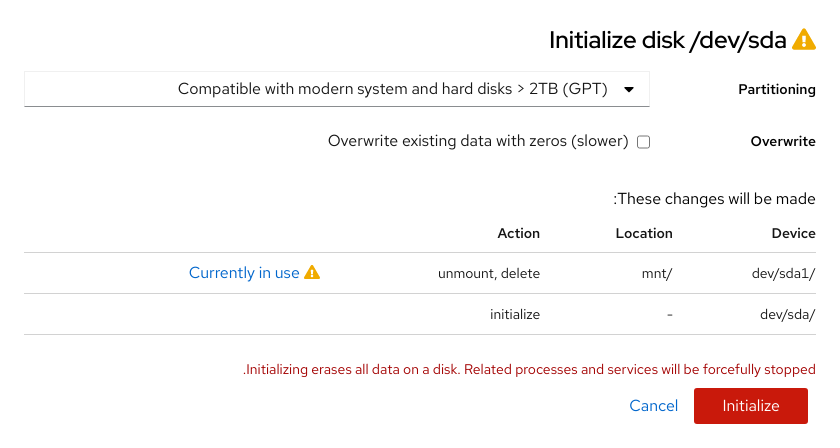 Initialize disk /dev/sda
Partitioning
Compatible with modern system and hard disks > 2TB (GPT)
Overwrite
Overwrite existing data with zeros (slower)
:These changes will be made
Device Location Action
dev/sda1/ mnt/ unmount, delete Currently in use
dev/sda/ - initialize
.Initializing erases all data on a disk. Related processes and services will be forcefully stopped
Initialize
Cancel